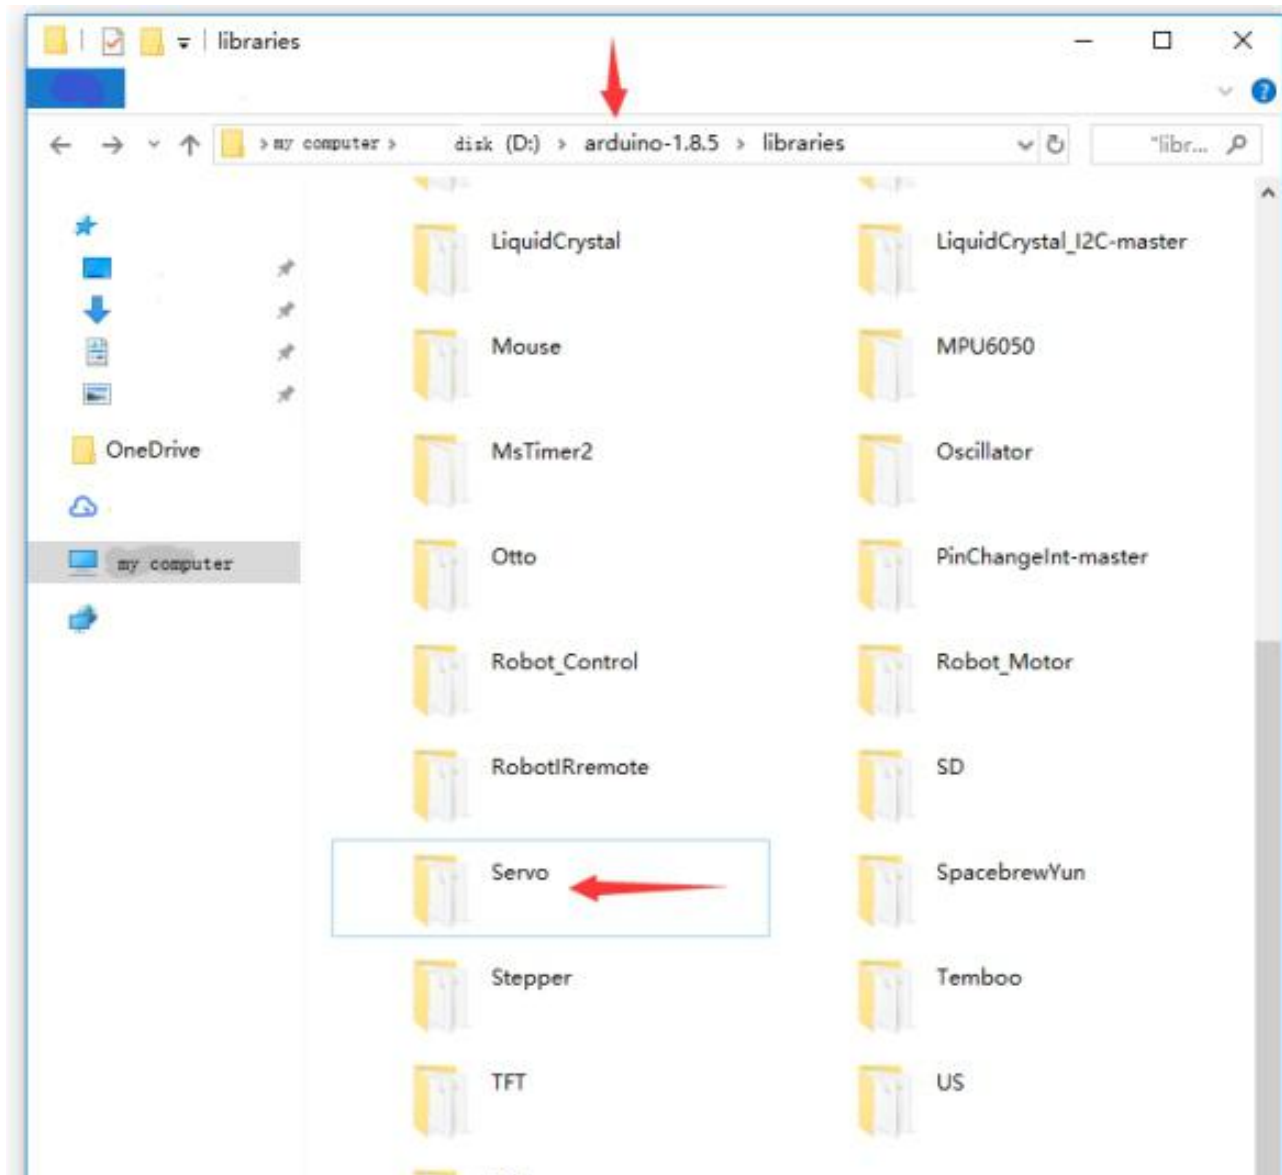 libraries
> my computer > disk (D:) > arduino-1.8.5 > libraries
"libr...
LiquidCrystal LiquidCrystal_I2C-master
Mouse MPU6050
OneDrive
MsTimer2 Oscillator
my computer
Otto PinChangeInt-master
Robot_Control Robot_Motor
RobotIRremote SD
Servo SpacebrewYun
Stepper Temboo
TFT US